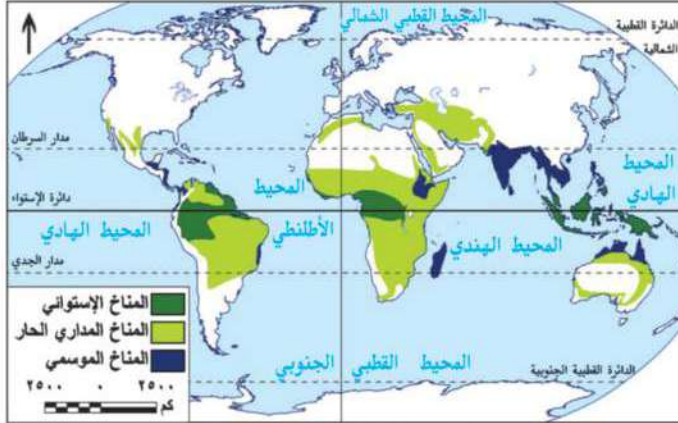 المحيط القطبي الشمالي
الدائرة القطبية
الشمالية
مدار السرطان
المحيط
الهادي
دائرة الإستواء
المحيط
الأطلنطي
المحيط الهادي
المحيط الهندي
مدار الجدي
المناخ الإستوائي
المناخ المداري الحار
المناخ الموسمي
المحيط القطبي الجنوبي
الدائرة القطبية الجنوبية
٢٥٠٠ ٠ ٢٥٠٠
كم